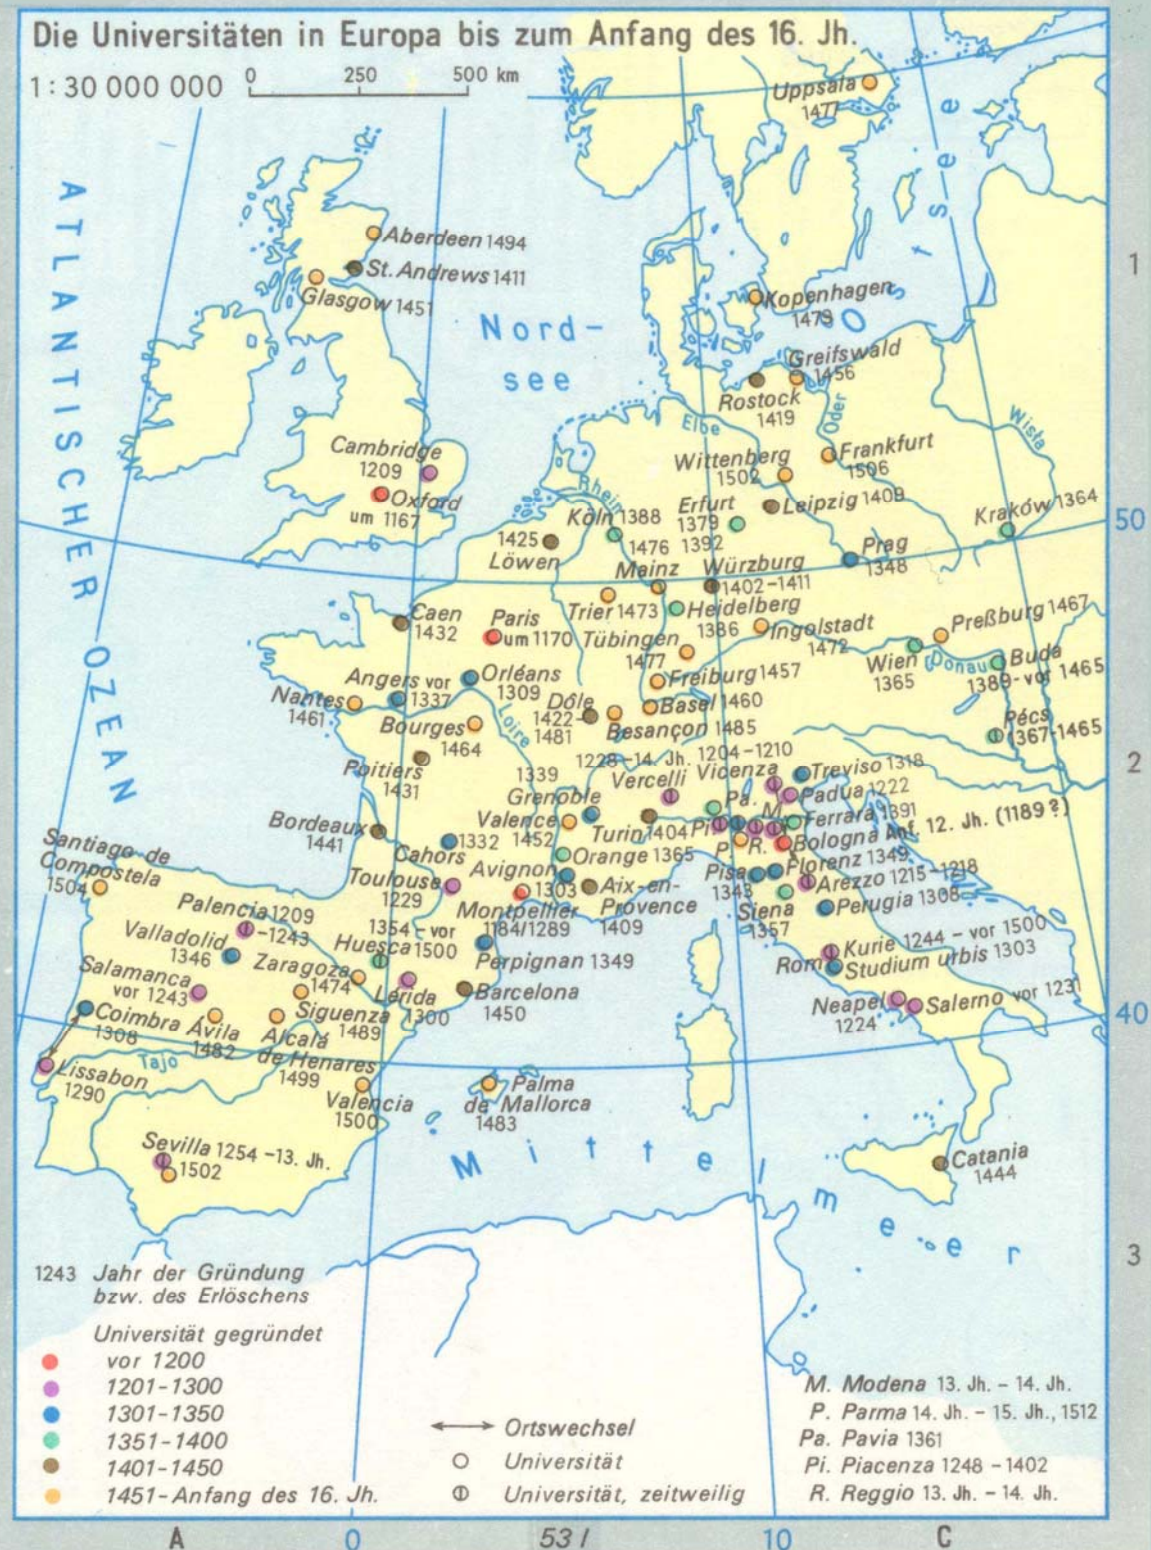 Die Universitäten in Europa bis zum Anfang des 16. Jh.
1:30 000 000
0 250 500 km
ATLANTISCHER OZEAN
Nord-
see
Ostsee
Mittelmeer
Uppsala
1477
Aberdeen 1494
St. Andrews 1411
Glasgow 1451
Kopenhagen
1479
Greifswald
1456
Rostock
1419
Elbe
Oder
Wisła
Cambridge
1209
Oxford
um 1167
Wittenberg
1502
Frankfurt
1506
Rhein
Köln 1388
Erfurt
1379
1392
Leipzig 1409
Kraków 1364
50
1425
Löwen
1476
Mainz
Würzburg
1402-1411
Prag
1348
Caen
1432
Paris
um 1170
Trier 1473
Heidelberg
1386
Tübingen
1477
Ingolstadt
1472
Preßburg 1467
Wien
1365
(Donau)
Buda
1389-vor 1465
Angers vor
1337
Orléans
1309
Freiburg 1457
Nantes
1461
Dôle
1422-
1481
Basel 1460
Besançon 1485
Bourges
1464
Loire
Pécs
1367-1465
Poitiers
1431
1228-14. Jh.
Vercelli
1204-1210
Vicenza
Treviso 1318
Padua 1222
1339
Grenoble
Valence
1452
Turin 1404
Pa.
Pi.
M.
P.
R.
Ferrara 1391
Bologna Anf. 12. Jh. (1189?)
Bordeaux
1441
1332
Cahors
Orange 1365
Avignon
1303
Florenz 1349
Pisa
1343
Arezzo 1215-1218
Aix-en-
Provence
1409
Siena
1357
Perugia 1308
Santiago de
Compostela
1504
Toulouse
1229
Montpellier
1184/1289
Palencia 1209
-1243
1354-vor
Huesca 1500
Perpignan 1349
Valladolid
1346
Zaragoza
1474
Rom
Kurie 1244 - vor 1500
Studium urbis 1303
Salamanca
vor 1243
Lérida
1300
Barcelona
1450
Siguenza
1489
Neapel
1224
Salerno vor 1231
Coimbra
1308
Ávila
1482
Alcalá
de Henares
1499
40
Tajo
Lissabon
1290
Valencia
1500
Palma
de Mallorca
1483
Sevilla 1254 -13. Jh.
1502
Catania
1444
1
2
3
1243 Jahr der Gründung
bzw. des Erlöschens
Universität gegründet
vor 1200
1201-1300
1301-1350
1351-1400
1401-1450
1451-Anfang des 16. Jh.
Ortswechsel
Universität
Universität, zeitweilig
M. Modena 13. Jh. - 14. Jh.
P. Parma 14. Jh. - 15. Jh., 1512
Pa. Pavia 1361
Pi. Piacenza 1248 -1402
R. Reggio 13. Jh. - 14. Jh.
A 0 53 I 10 C